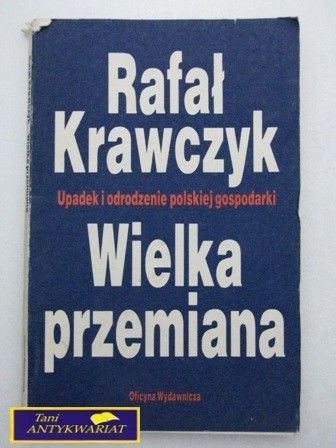 Rafał
Krawczyk
Upadek i odrodzenie polskiej gospodarki
Wielka
przemiana
Oficyna Wydawnicza
Tani
ANTYKWARIAT